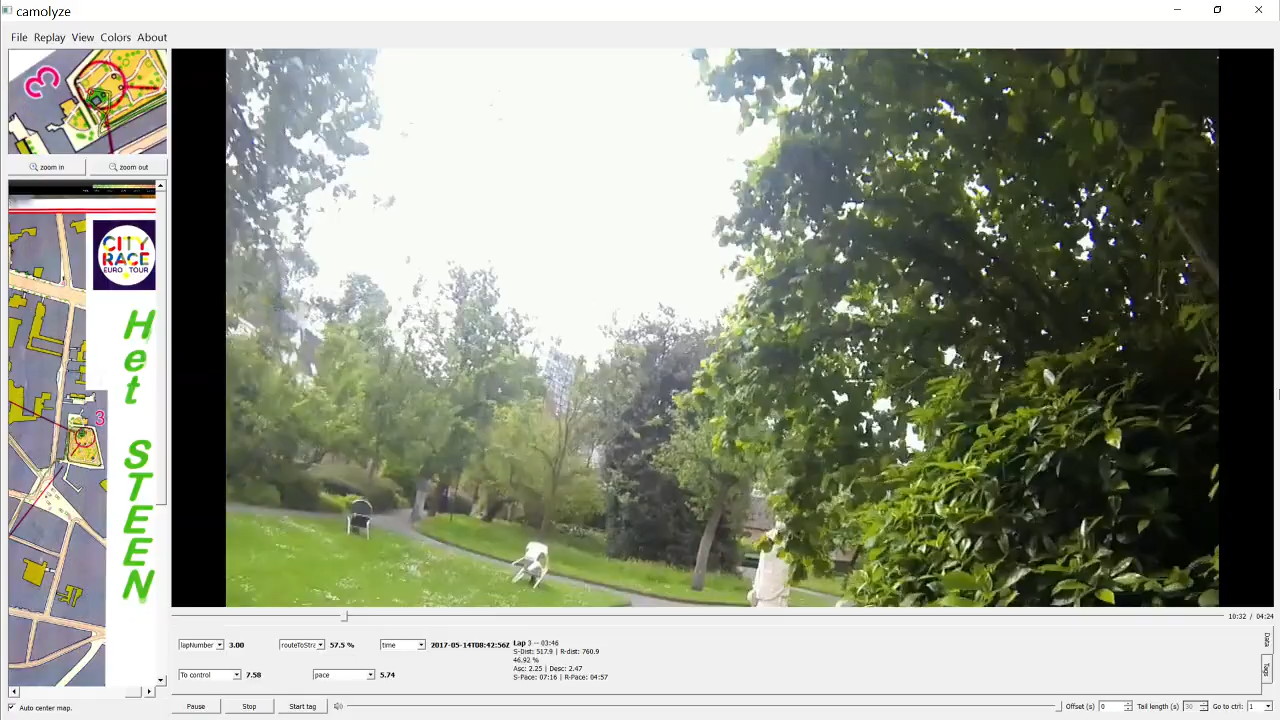 camolyze
File Replay View Colors About
3
zoom in
zoom out
CITY
RACE
EURO TOUR
Het
STEEN
3
10:32 / 04:24
lapNumber 3.00 routeToStra 57.5 % time 2017-05-14T08:42:56Z
To control 7.58 pace 5.74
Lap 3 -- 03:46
S-Dist: 517.9 | R-dist: 760.9
46.92 %
Asc: 2.25 | Desc: 2.47
S-Pace: 07:16 | R-Pace: 04:57
Data
Tags
Auto center map.
Pause Stop Start tag
Offset (s) 0 Tail length (s) 30 Go to ctrl: 1